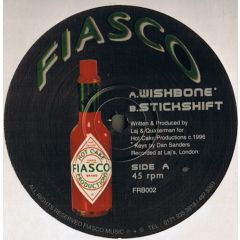 FIASCO
A. WISHBONE*
B. STICKSHIFT
Written & Produced by
Laj & Quakerman for
Hot Cake Productions c.1996
* Keys by Dan Sanders
Recorded at Laj's, London.
SIDE A
45 rpm
FRB002
HOT CAKE
FIASCO
PRODUCTIONS
ALL RIGHTS RESERVED FIASCO MUSIC